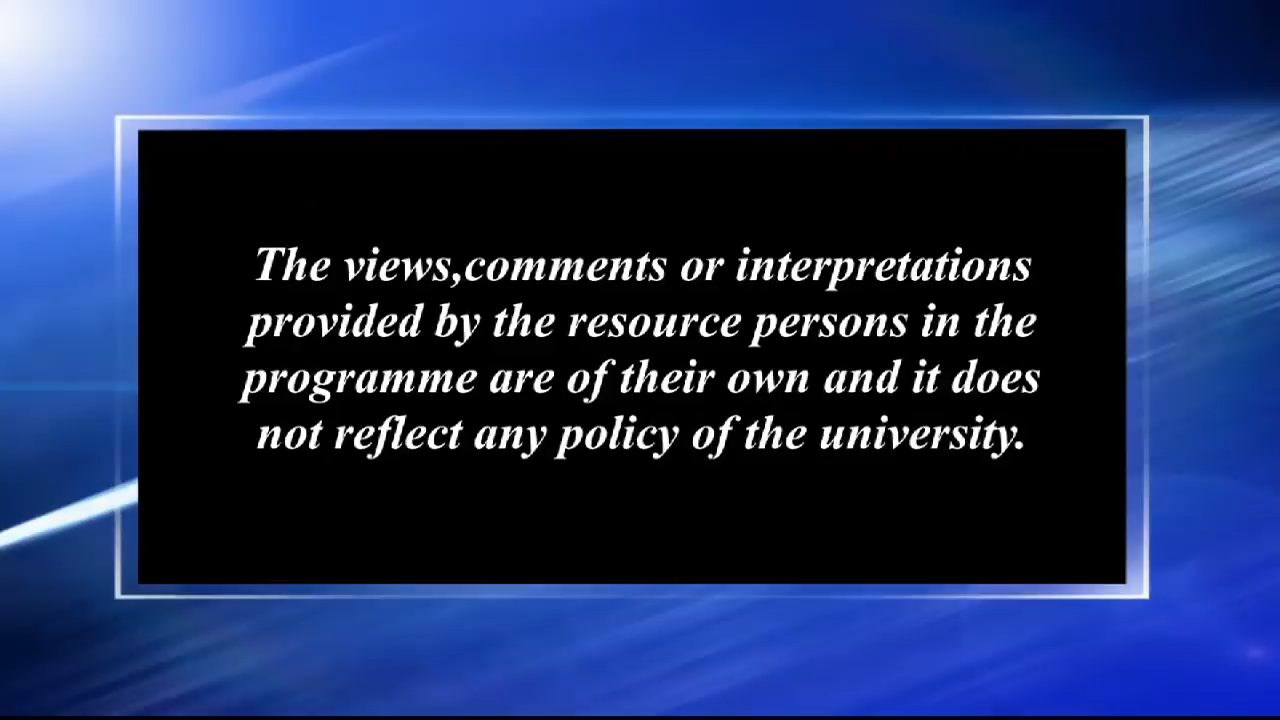 The views,comments or interpretations
provided by the resource persons in the
programme are of their own and it does
not reflect any policy of the university.